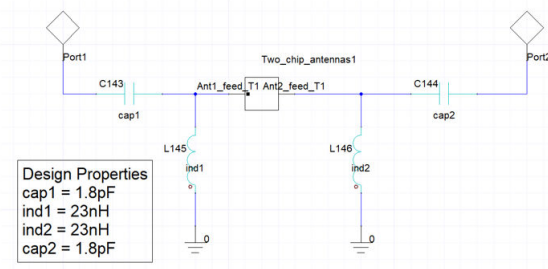 Port1
Port2
Two_chip_antennas1
C143
Ant1_feed_T1 Ant2_feed_T1
C144
cap1
cap2
L145
L146
ind1
ind2
Design Properties
cap1 = 1.8pF
ind1 = 23nH
ind2 = 23nH
cap2 = 1.8pF
0
0